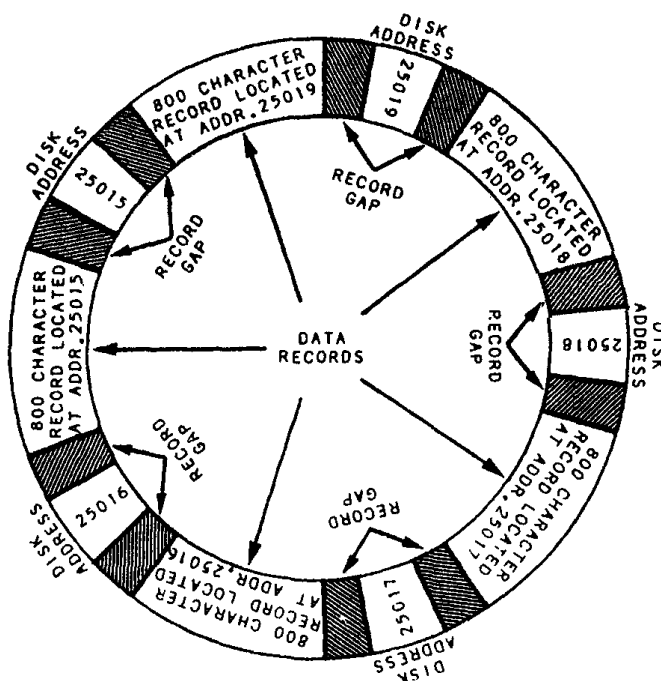 DISK
ADDRESS
25019
800 CHARACTER
RECORD LOCATED
AT ADDR.25018
DISK
ADDRESS
25018
800 CHARACTER
RECORD LOCATED
AT ADDR.25017
DISK
ADDRESS
25017
800 CHARACTER
RECORD LOCATED
AT ADDR.25016
DISK
ADDRESS
25016
800 CHARACTER
RECORD LOCATED
AT ADDR.25015
DISK
ADDRESS
25015
800 CHARACTER
RECORD LOCATED
AT ADDR.25019
RECORD
GAP
RECORD
GAP
RECORD
GAP
RECORD
GAP
RECORD
GAP
DATA
RECORDS